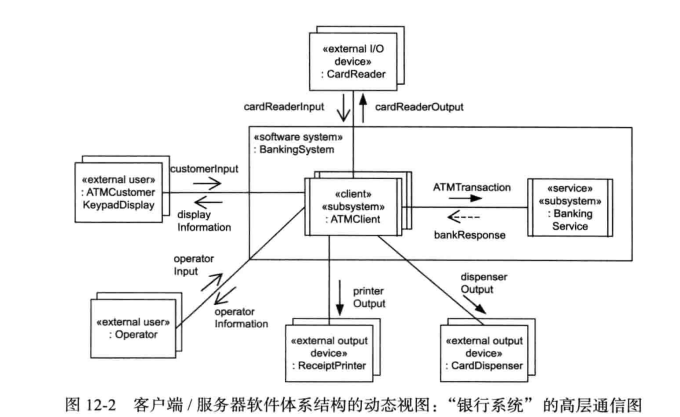 «external I/O
device»
: CardReader
cardReaderInput
cardReaderOutput
«software system»
: BankingSystem
«external user»
: ATMCustomer
KeypadDisplay
customerInput
display
Information
«client»
«subsystem»
: ATMClient
ATMTransaction
bankResponse
«service»
«subsystem»
: Banking
Service
operator
Input
operator
Information
printer
Output
dispenser
Output
«external user»
: Operator
«external output
device»
: ReceiptPrinter
«external output
device»
: CardDispenser
图 12-2 客户端 / 服务器软件体系结构的动态视图：“银行系统”的高层通信图